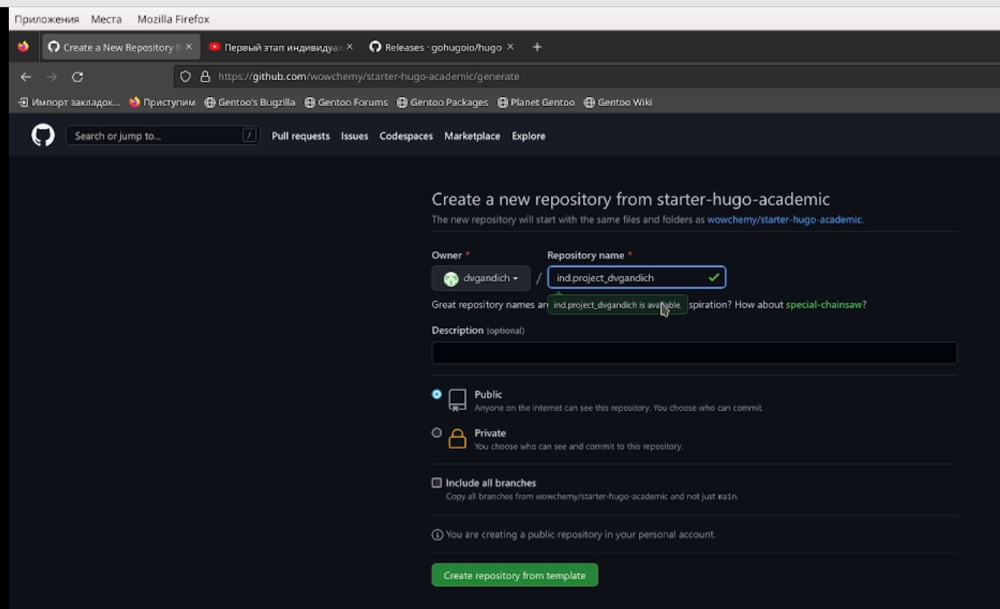 Приложения Места Mozilla Firefox
Create a New Repository fr × Первый этап индивидуал × Releases · gohugoio/hugo × +
https://github.com/wowchemy/starter-hugo-academic/generate
Импорт закладок... Приступим Gentoo's Bugzilla Gentoo Forums Gentoo Packages Planet Gentoo Gentoo Wiki
Search or jump to... / Pull requests Issues Codespaces Marketplace Explore
Create a new repository from starter-hugo-academic
The new repository will start with the same files and folders as wowchemy/starter-hugo-academic.
Owner * Repository name *
dvgandich / ind.project_dvgandich
Great repository names ar ind.project_dvgandich is available. spiration? How about special-chainsaw?
Description (optional)
Public
Anyone on the internet can see this repository. You choose who can commit.
Private
You choose who can see and commit to this repository.
Include all branches
Copy all branches from wowchemy/starter-hugo-academic and not just main.
You are creating a public repository in your personal account.
Create repository from template